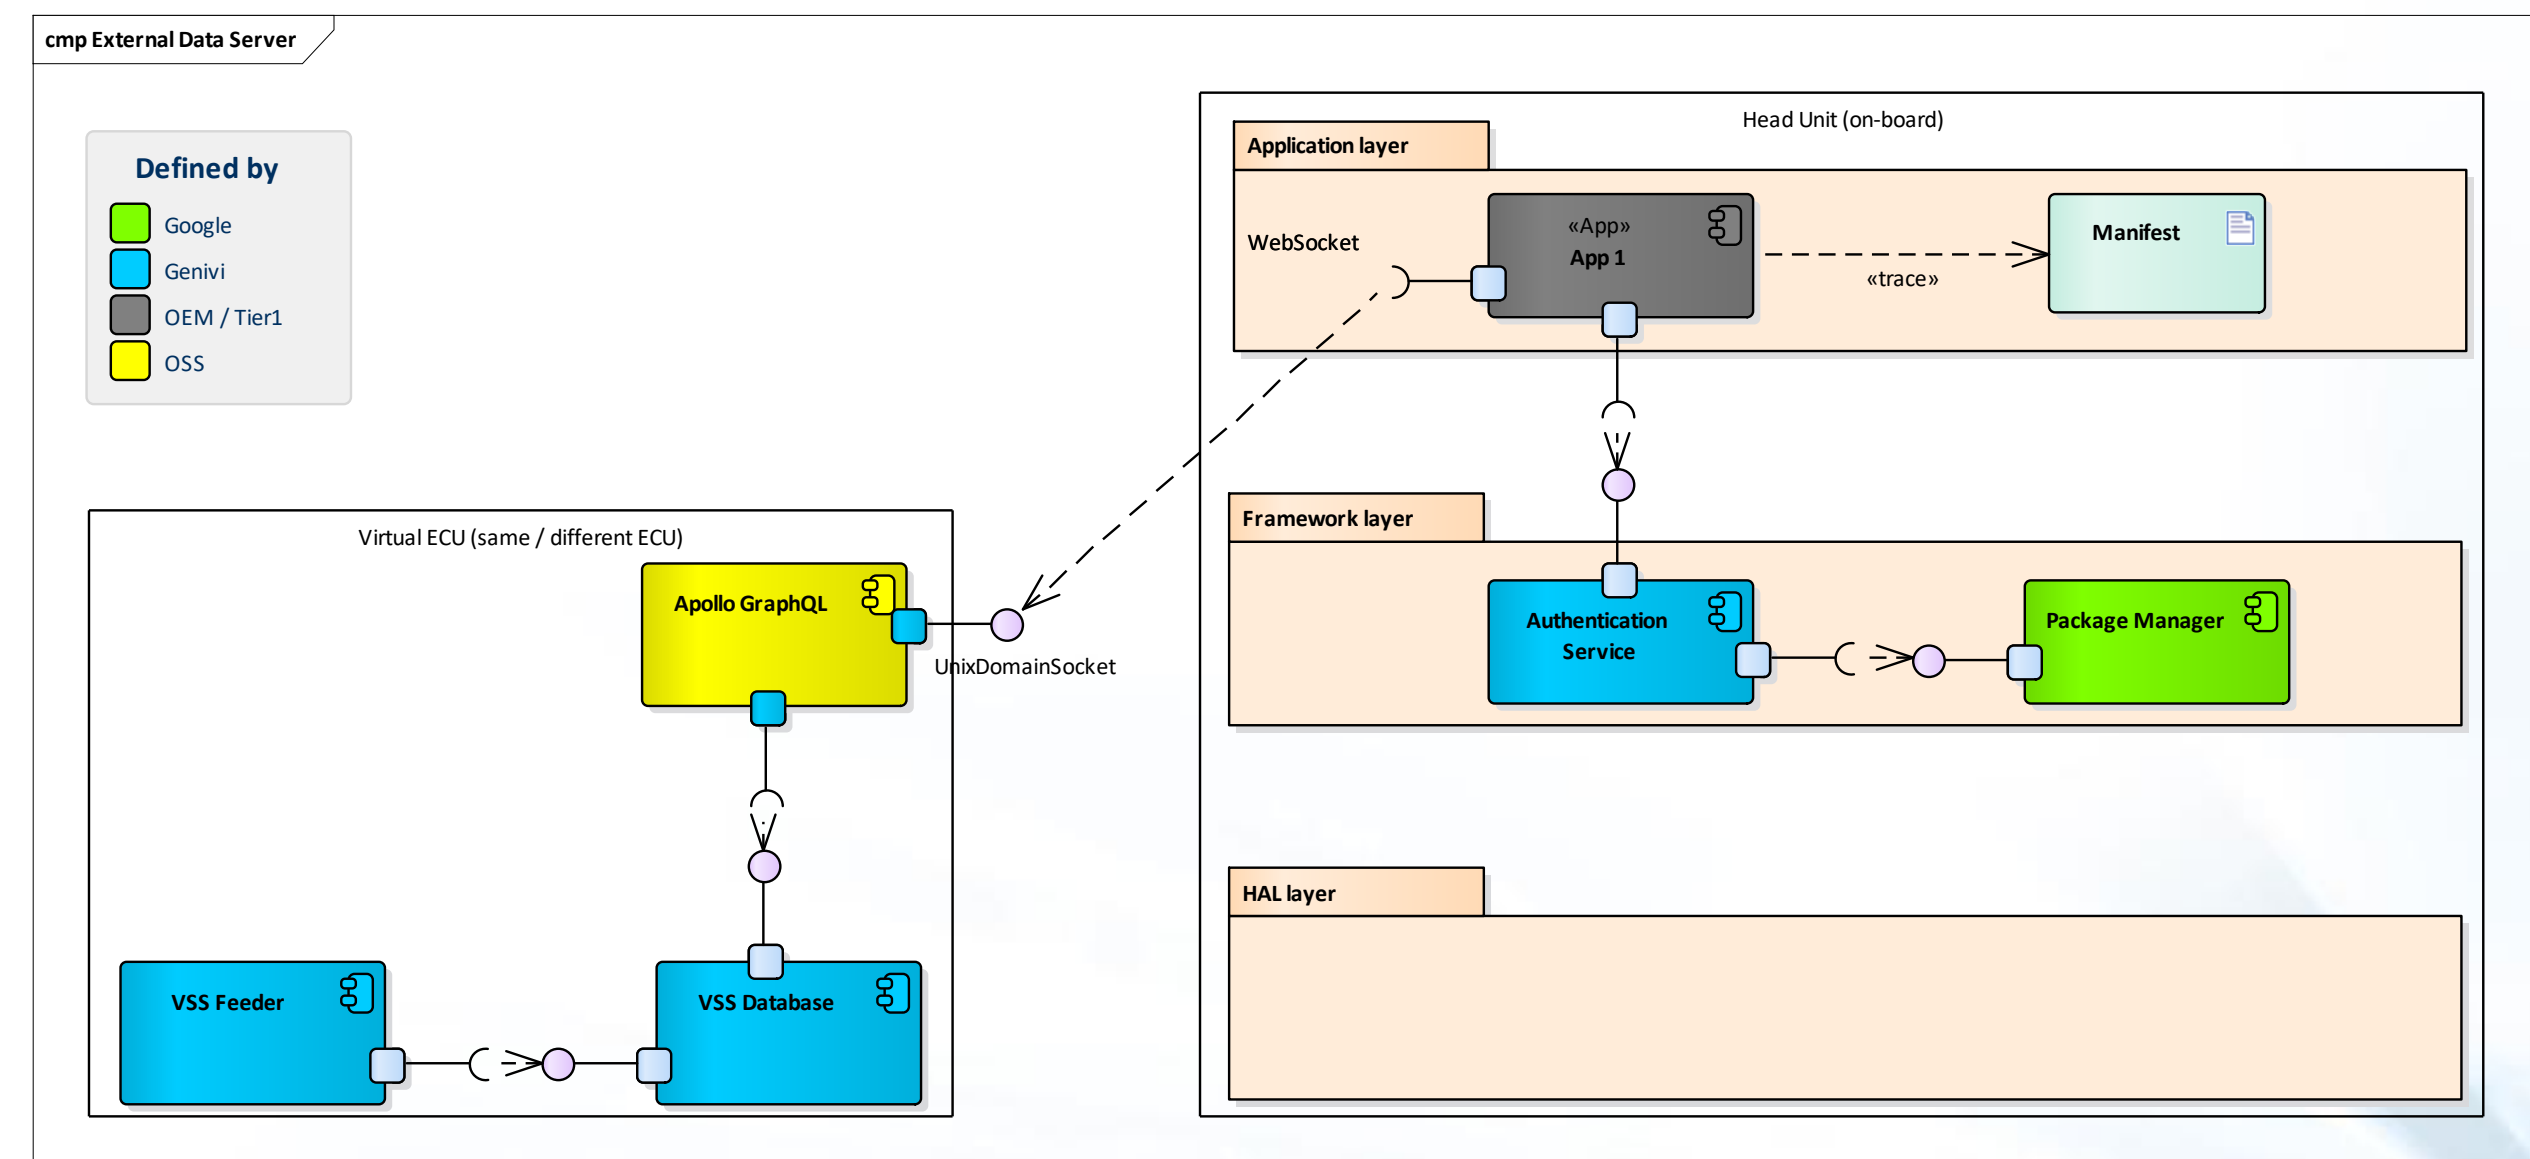 cmp External Data Server
Defined by
Google
Genivi
OEM / Tier1
OSS
Head Unit (on-board)
Application layer
WebSocket
«App»
App 1
«trace»
Manifest
Framework layer
Authentication
Service
Package Manager
HAL layer
Virtual ECU (same / different ECU)
Apollo GraphQL
UnixDomainSocket
VSS Feeder
VSS Database